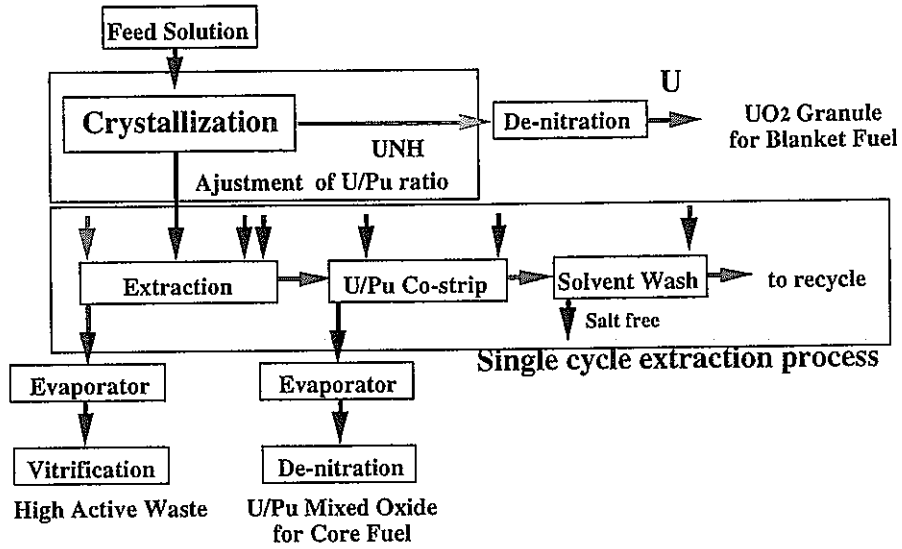 Feed Solution
Crystallization
UNH
De-nitration
U
UO2 Granule
for Blanket Fuel
Ajustment of U/Pu ratio
Extraction
U/Pu Co-strip
Solvent Wash
to recycle
Salt free
Single cycle extraction process
Evaporator
Evaporator
Vitrification
De-nitration
High Active Waste
U/Pu Mixed Oxide
for Core Fuel